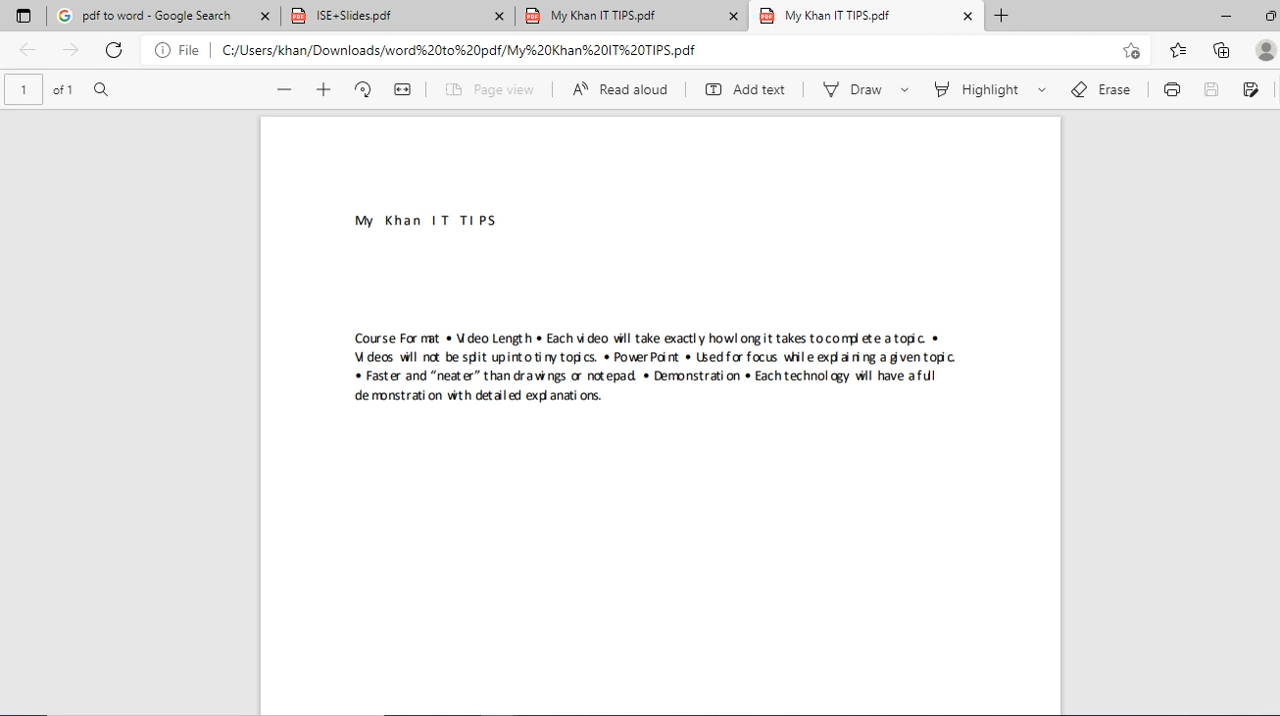 pdf to word - Google Search
ISE+Slides.pdf
My Khan IT TIPS.pdf
My Khan IT TIPS.pdf
File
C:/Users/khan/Downloads/word%20to%20pdf/My%20Khan%20IT%20TIPS.pdf
1 of 1
Page view
Read aloud
Add text
Draw
Highlight
Erase
My Khan IT TIPS
Course Format • Video Length • Each video will take exactly how long it takes to complete a topic. •
Videos will not be split up into tiny topics. • PowerPoint • Used for focus while explaining a given topic.
• Faster and “neater” than drawings or notepad. • Demonstration • Each technology will have a full
demonstration with detailed explanations.